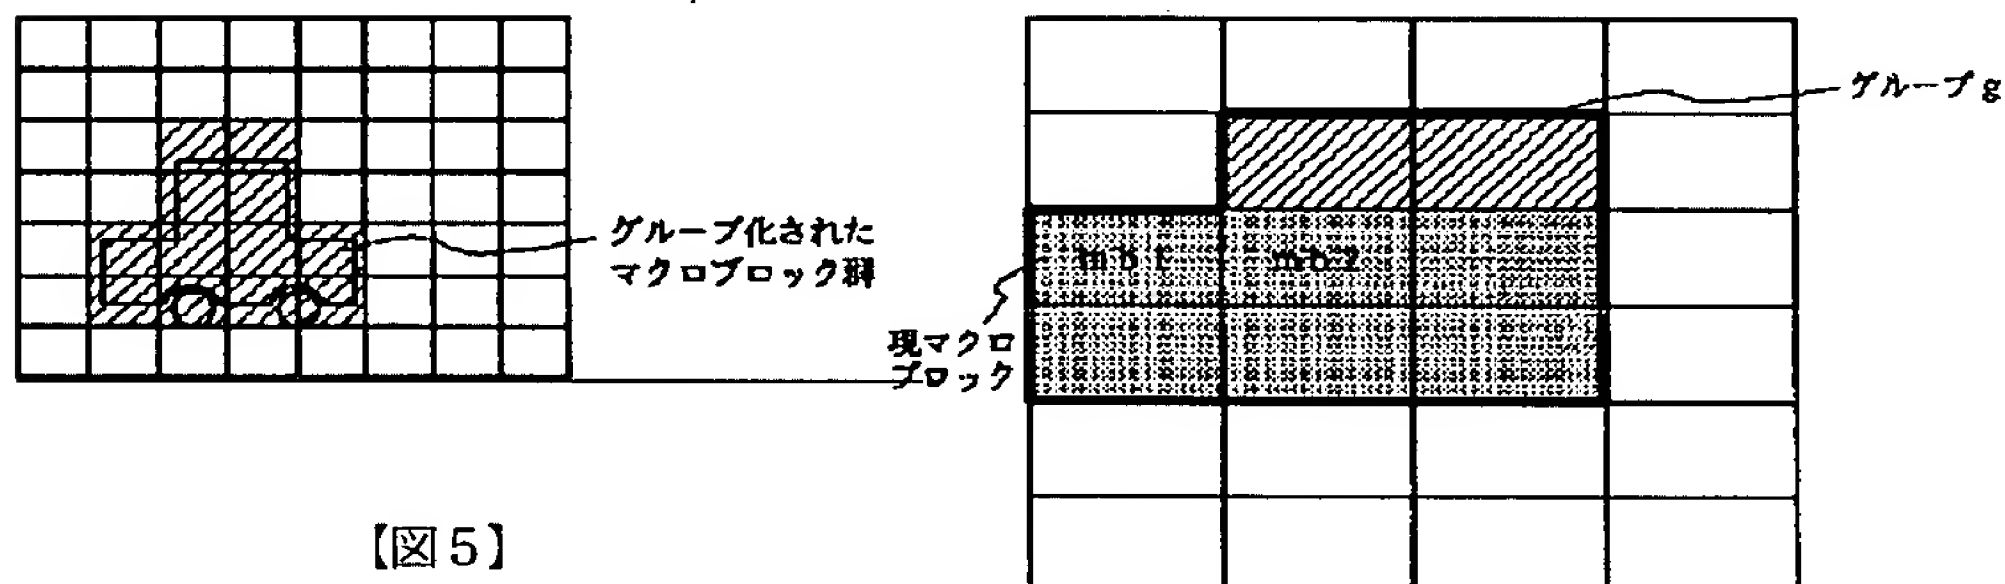 グループ化された
マクロブロック群
【図5】
グループg
mb1
mb2
現マクロ
ブロック